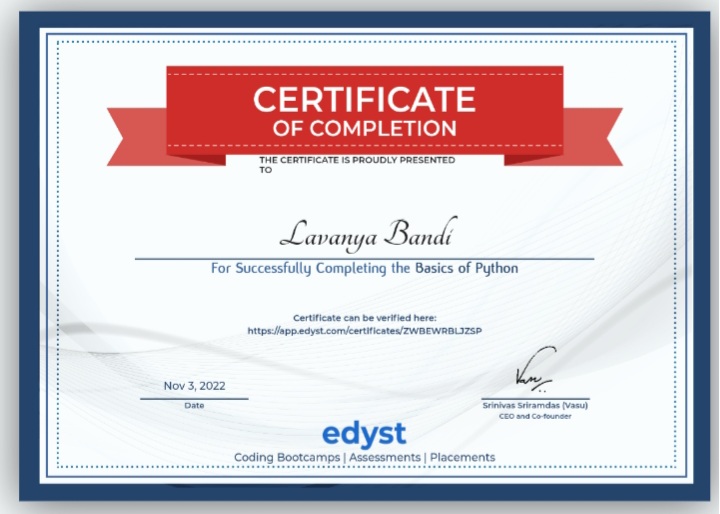 CERTIFICATE
OF COMPLETION
THE CERTIFICATE IS PROUDLY PRESENTED
TO
Lavanya Bandi
For Successfully Completing the Basics of Python
Certificate can be verified here:
https://app.edyst.com/certificates/ZWBEWRBLJZSP
Nov 3, 2022
Date
Vasu
Srinivas Sriramdas (Vasu)
CEO and Co-founder
edyst
Coding Bootcamps | Assessments | Placements